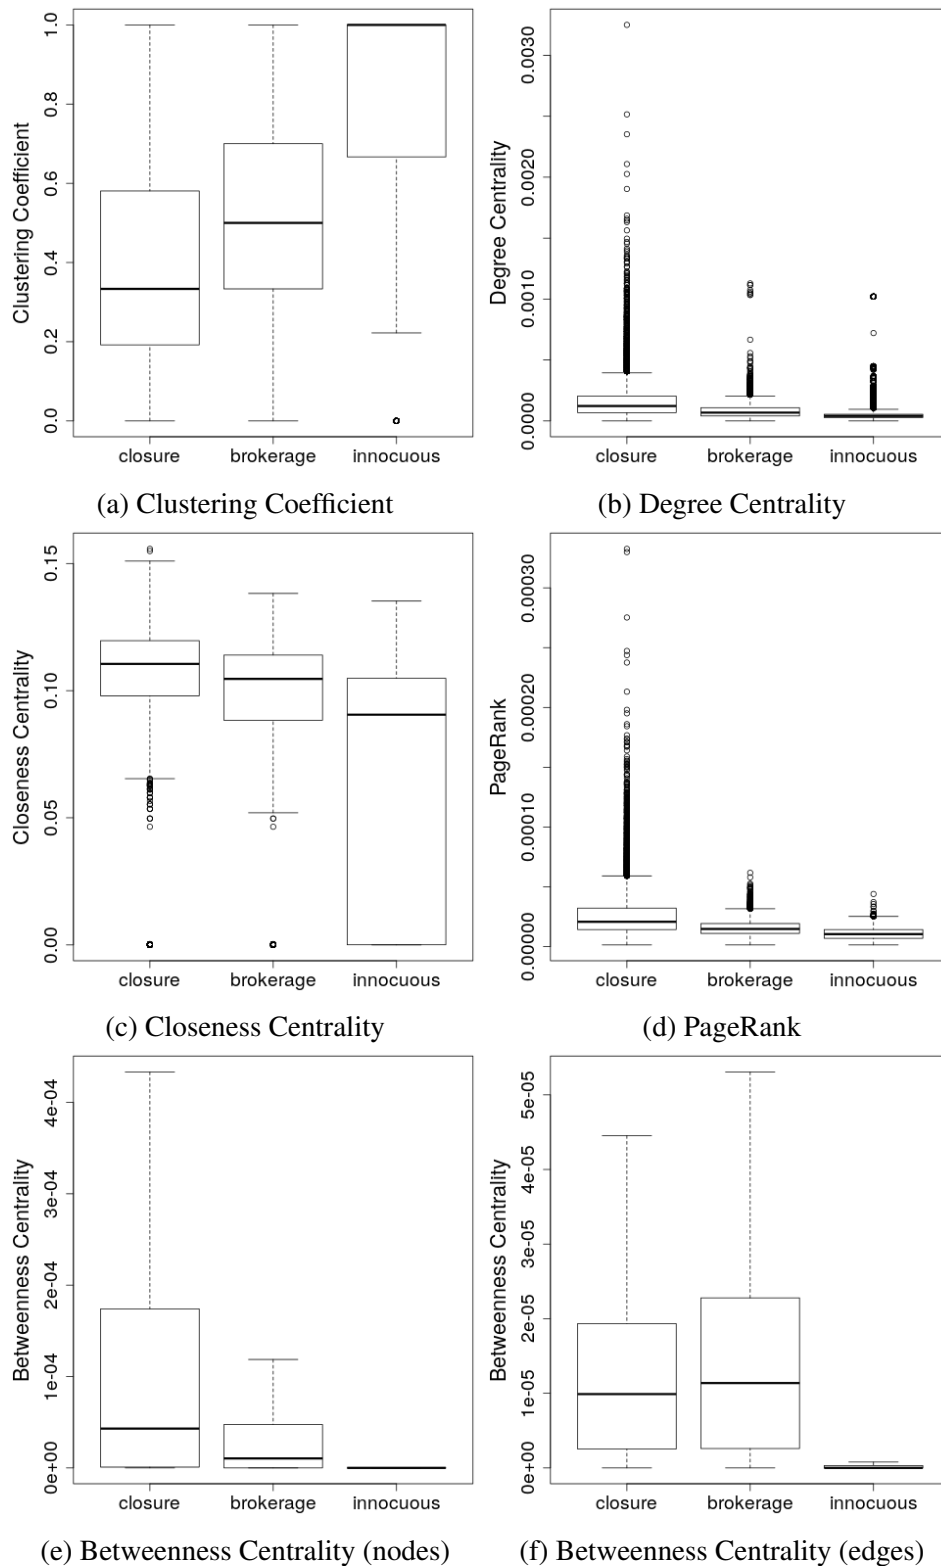 Clustering Coefficient
0.0 0.2 0.4 0.6 0.8 1.0
closure brokerage innocuous
(a) Clustering Coefficient
Degree Centrality
0.0000 0.0010 0.0020 0.0030
closure brokerage innocuous
(b) Degree Centrality
Closeness Centrality
0.00 0.05 0.10 0.15
closure brokerage innocuous
(c) Closeness Centrality
PageRank
0.00000 0.00010 0.00020 0.00030
closure brokerage innocuous
(d) PageRank
Betweenness Centrality
0e+00 1e-04 2e-04 3e-04 4e-04
closure brokerage innocuous
(e) Betweenness Centrality (nodes)
Betweenness Centrality
0e+00 1e-05 2e-05 3e-05 4e-05 5e-05
closure brokerage innocuous
(f) Betweenness Centrality (edges)